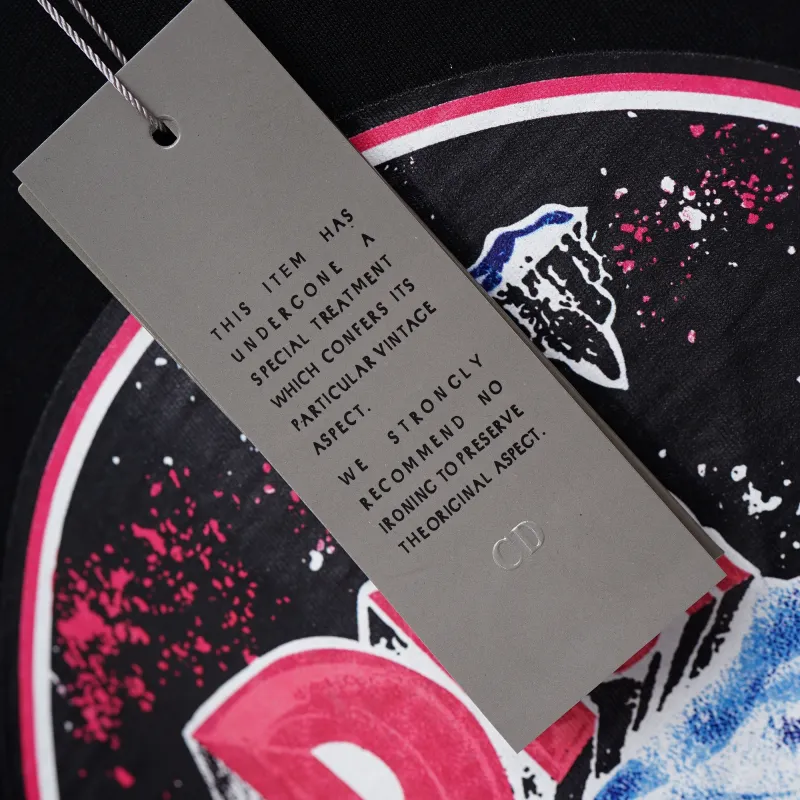 THIS ITEM HAS
UNDERGONE A
SPECIAL TREATMENT
WHICH CONFERS ITS
PARTICULAR VINTAGE
ASPECT.
WE STRONGLY
RECOMMEND NO
IRONING TO PRESERVE
THE ORIGINAL ASPECT.
CD